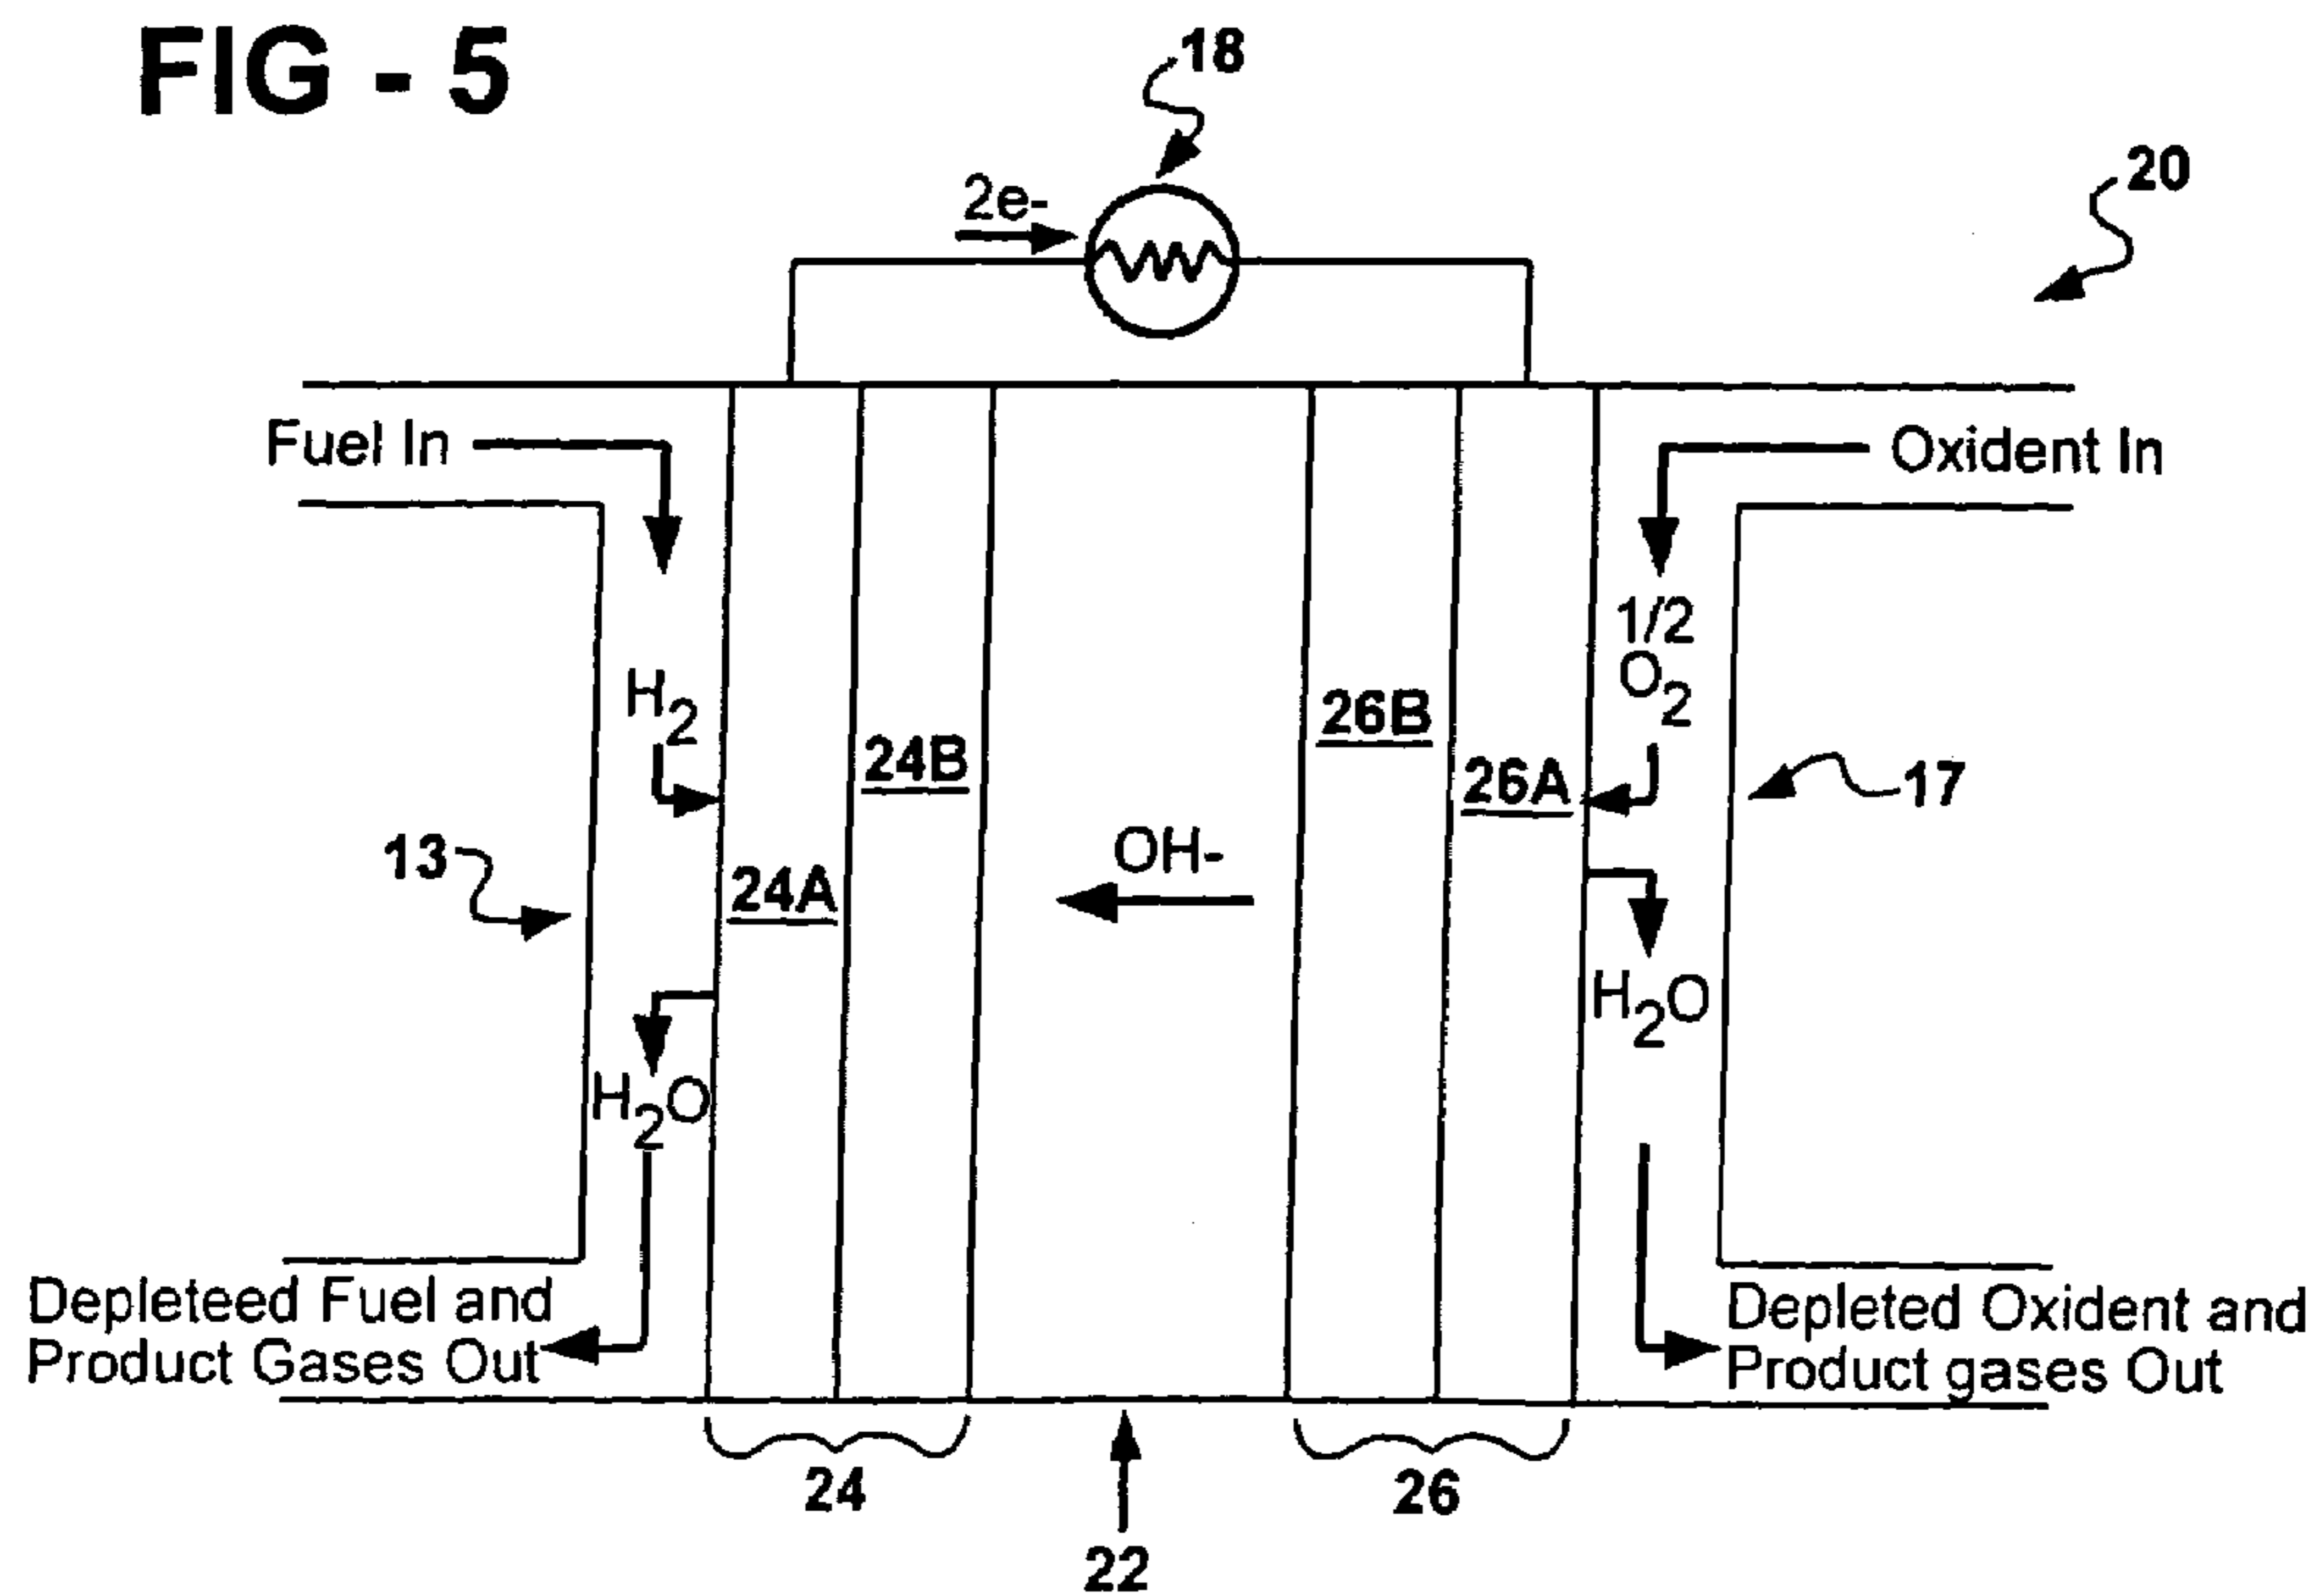 FIG - 5
18
20
2e-
Fuel In
Oxident In
1/2
O2
H2
26B
24B
26A
17
13
OH-
24A
H2O
H2O
Depleteed Fuel and
Product Gases Out
Depleted Oxident and
Product gases Out
24
26
22